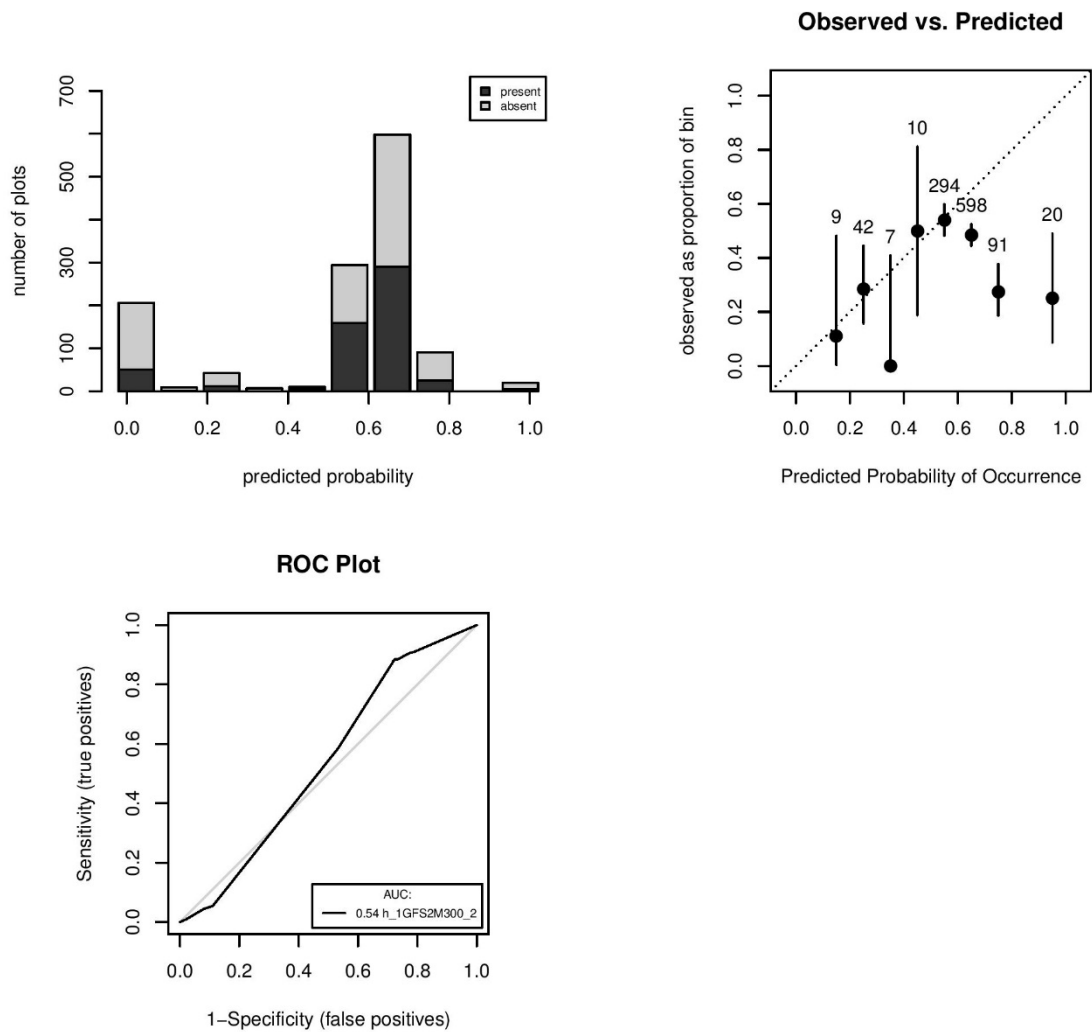 700
500
300
100
0
number of plots
present
absent
0.0 0.2 0.4 0.6 0.8 1.0
predicted probability
Observed vs. Predicted
1.0
0.8
0.6
0.4
0.2
0.0
observed as proportion of bin
9
42
7
10
294
598
91
20
0.0 0.2 0.4 0.6 0.8 1.0
Predicted Probability of Occurrence
ROC Plot
1.0
0.8
0.6
0.4
0.2
0.0
Sensitivity (true positives)
AUC:
0.54 h_1GFS2M300_2
0.0 0.2 0.4 0.6 0.8 1.0
1−Specificity (false positives)